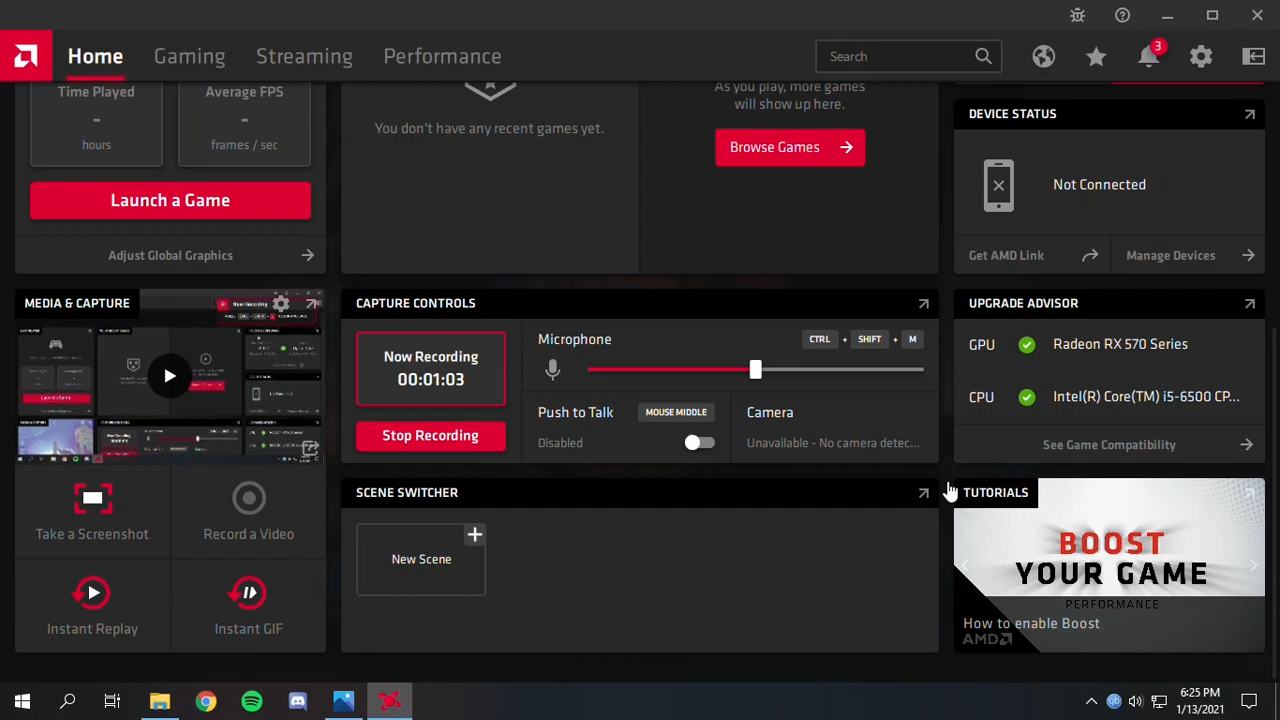 Home
Gaming
Streaming
Performance
Search
3
Time Played
-
hours
Average FPS
-
frames / sec
Launch a Game
Adjust Global Graphics
You don't have any recent games yet.
As you play, more games
will show up here.
Browse Games
DEVICE STATUS
Not Connected
Get AMD Link
Manage Devices
MEDIA & CAPTURE
Now Recording
Take a Screenshot
Record a Video
Instant Replay
Instant GIF
CAPTURE CONTROLS
Now Recording
00:01:03
Stop Recording
Microphone
CTRL + SHIFT + M
Push to Talk
MOUSE MIDDLE
Disabled
Camera
Unavailable - No camera detec...
SCENE SWITCHER
New Scene
UPGRADE ADVISOR
GPU
Radeon RX 570 Series
CPU
Intel(R) Core(TM) i5-6500 CP...
See Game Compatibility
TUTORIALS
BOOST
YOUR GAME
PERFORMANCE
How to enable Boost
AMD
6:25 PM
1/13/2021